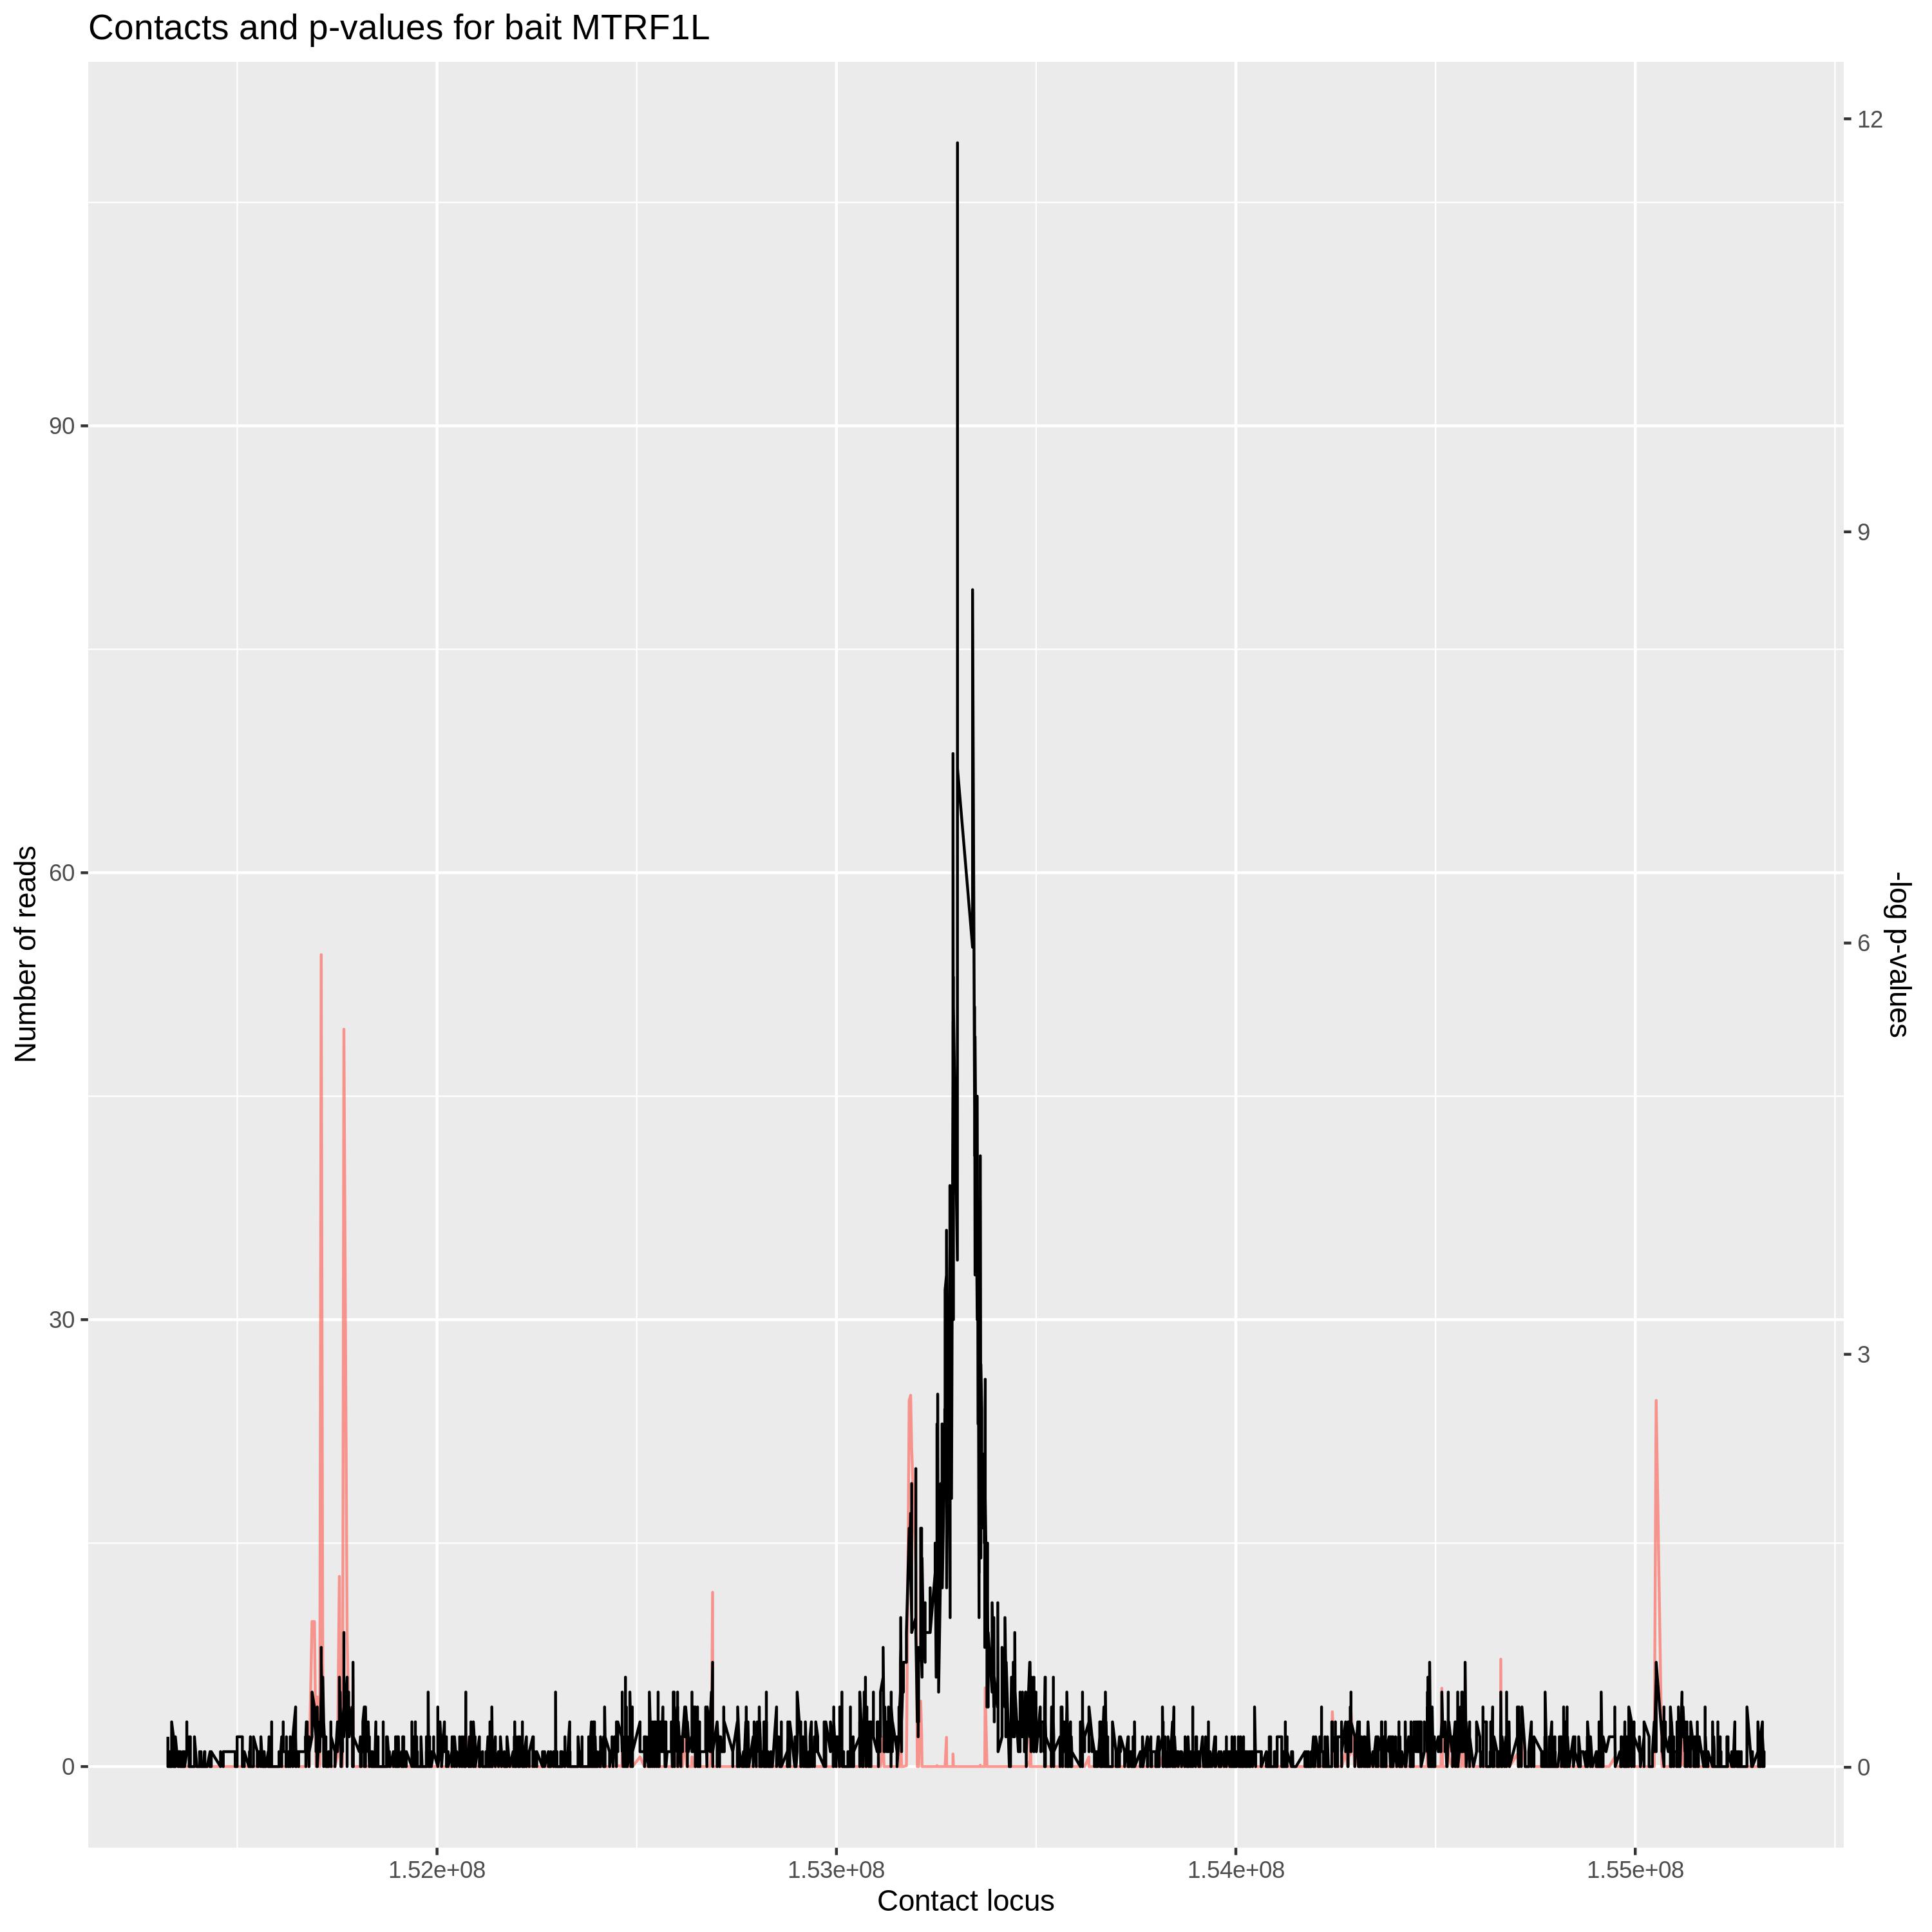 Contacts and p-values for bait MTRF1L
12
9
6
3
0
90
60
30
0
Number of reads
-log p-values
1.52e+08 1.53e+08 1.54e+08 1.55e+08
Contact locus